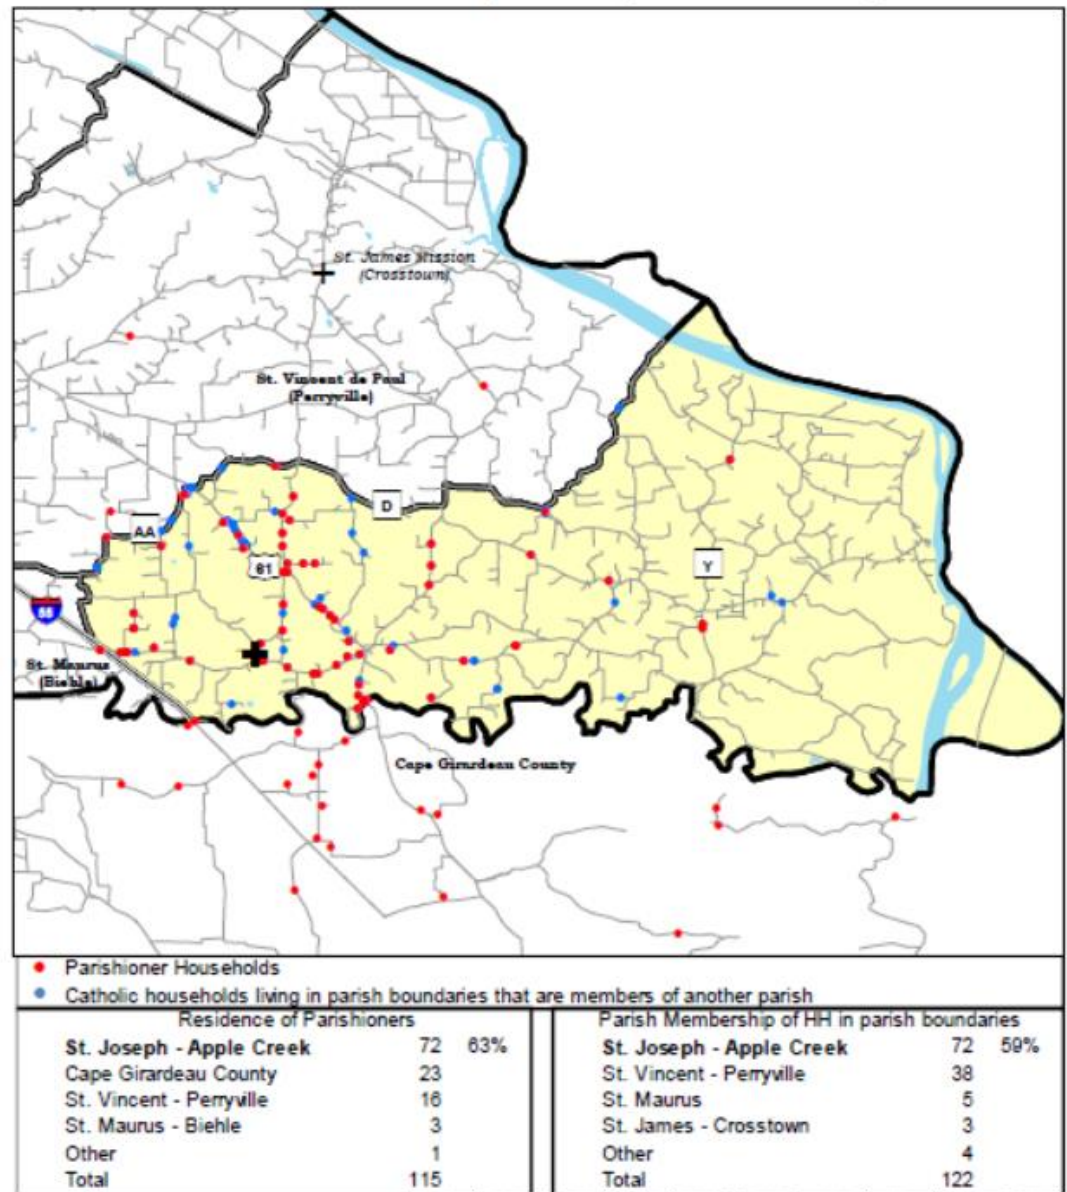 St. James Mission
(Crosstown)
St. Vincent de Paul
(Perryville)
D
AA
61
Y
55
St. Maurus
(Biehle)
Cape Girardeau County
Parishioner Households
Catholic households living in parish boundaries that are members of another parish
Residence of Parishioners
St. Joseph - Apple Creek 72 63%
Cape Girardeau County 23
St. Vincent - Perryville 16
St. Maurus - Biehle 3
Other 1
Total 115
Parish Membership of HH in parish boundaries
St. Joseph - Apple Creek 72 59%
St. Vincent - Perryville 38
St. Maurus 5
St. James - Crosstown 3
Other 4
Total 122